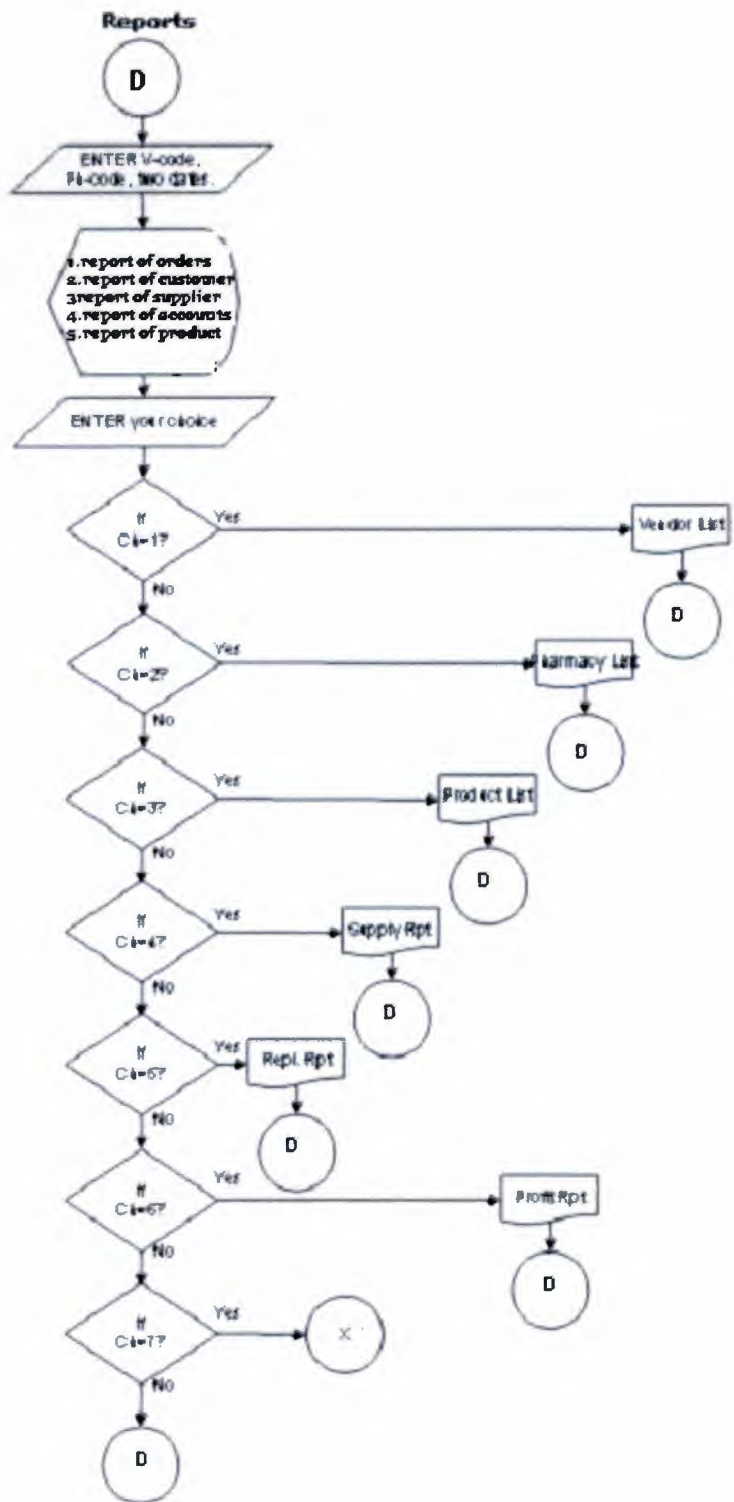 Reports
D
ENTER V-code,
Ph-code, two dates.
1.report of orders
2.report of customer
3report of supplier
4.report of accounts
5.report of product
ENTER your choice
If
Ch=1?
Yes
Vendor List
D
No
If
Ch=2?
Yes
Pharmacy List
D
No
If
Ch=3?
Yes
Product List
D
No
If
Ch=4?
Yes
Supply Rpt
D
No
If
Ch=5?
Yes
Repl. Rpt
D
No
If
Ch=6?
Yes
Profit Rpt
D
No
If
Ch=7?
Yes
X
No
D